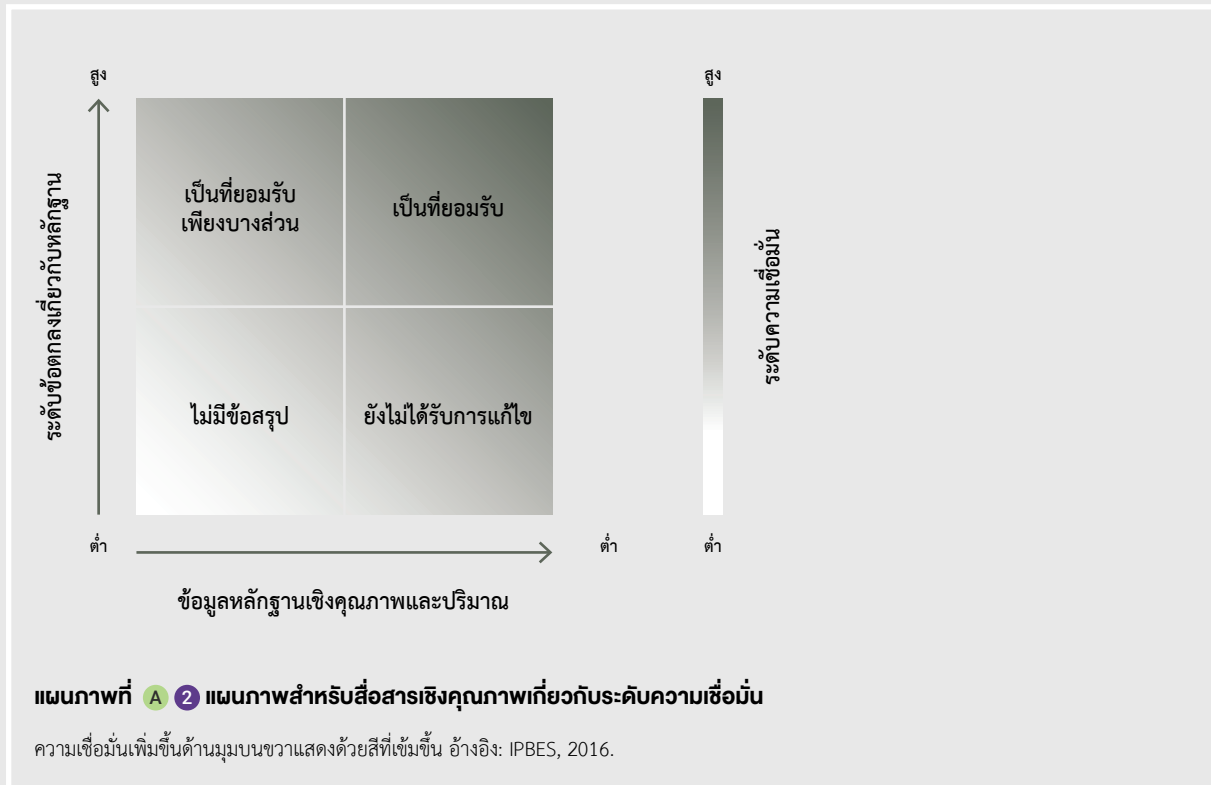 สูง
สูง
ระดับข้อตกลงเกี่ยวกับหลักฐาน
เป็นที่ยอมรับ
เพียงบางส่วน
เป็นที่ยอมรับ
ระดับความเชื่อมั่น
ไม่มีข้อสรุป
ยังไม่ได้รับการแก้ไข
ต่ำ
ต่ำ
ต่ำ
ข้อมูลหลักฐานเชิงคุณภาพและปริมาณ
แผนภาพที่ A 2 แผนภาพสำหรับสื่อสารเชิงคุณภาพเกี่ยวกับระดับความเชื่อมั่น
ความเชื่อมั่นเพิ่มขึ้นด้านมุมบนขวาแสดงด้วยสีที่เข้มขึ้น อ้างอิง: IPBES, 2016.